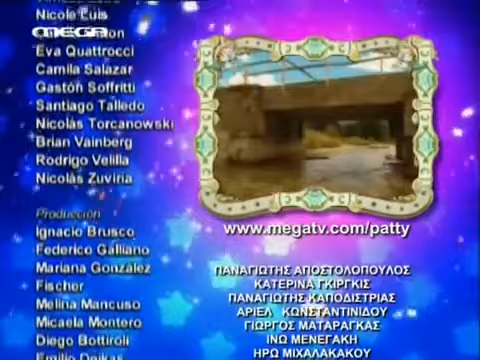 Nicole Luis
MEGA
Eva Quattrocci
Camila Salazar
Gastón Soffritti
Santiago Talledo
Nicolás Torcanowski
Brian Vainberg
Rodrigo Velilla
Nicolás Zuviria
Producción
Ignacio Brusco
Federico Galliano
Mariana González
Fischer
Melina Mancuso
Micaela Montero
Diego Bottiroli
www.megatv.com/patty
ΠΑΝΑΓΙΩΤΗΣ ΑΠΟΣΤΟΛΟΠΟΥΛΟΣ
ΚΑΤΕΡΙΝΑ ΓΚΙΡΓΚΙΣ
ΠΑΝΑΓΙΩΤΗΣ ΚΑΠΟΔΙΣΤΡΙΑΣ
ΑΡΙΕΛ ΚΩΝΣΤΑΝΤΙΝΙΔΟΥ
ΓΙΩΡΓΟΣ ΜΑΤΑΡΑΓΚΑΣ
ΙΝΩ ΜΕΝΕΓΑΚΗ
ΗΡΩ ΜΙΧΑΛΑΚΑΚΟΥ